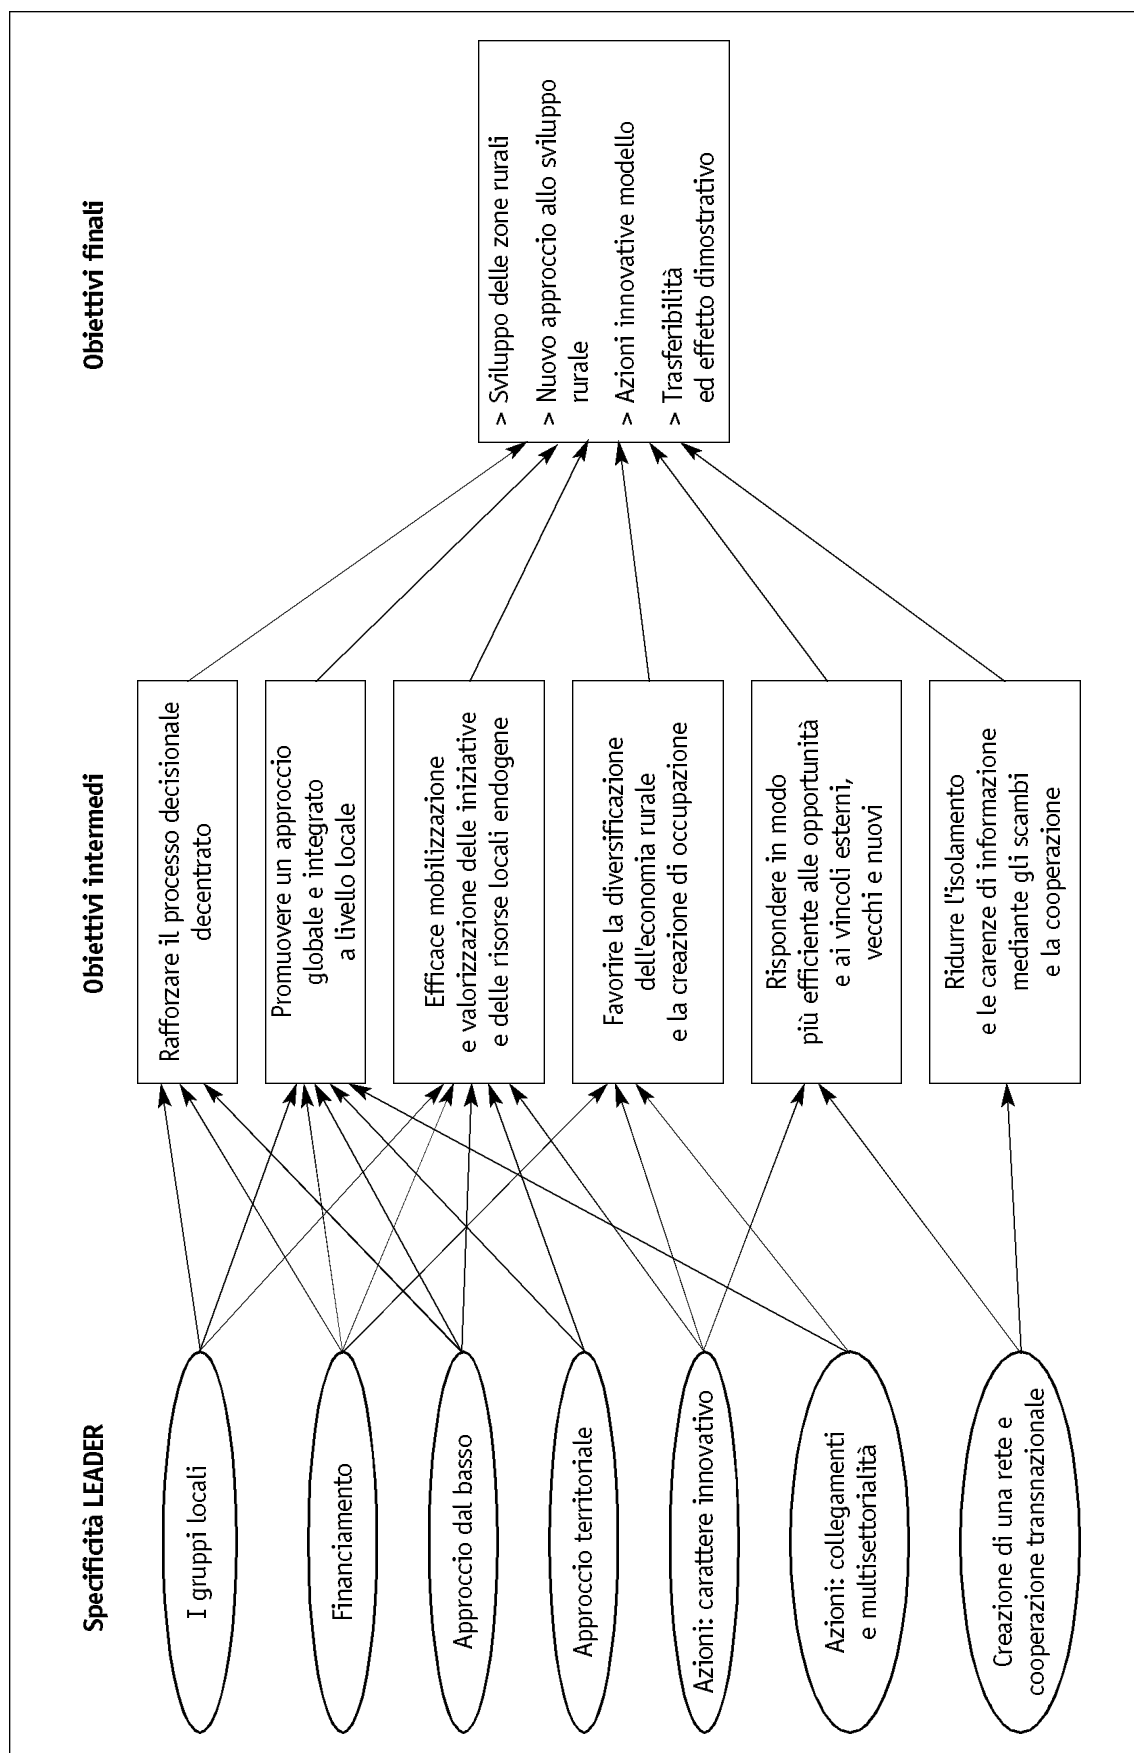 Specificità LEADER
I gruppi locali
Financiamento
Approccio dal basso
Approccio territoriale
Azioni: carattere innovativo
Azioni: collegamenti
e multisettorialità
Creazione di una rete e
cooperazione transnazionale
Obiettivi intermedi
Rafforzare il processo decisionale
decentrato
Promuovere un approccio
globale e integrato
a livello locale
Efficace mobilizzazione
e valorizzazione delle iniziative
e delle risorse locali endogene
Favorire la diversificazione
dell'economia rurale
e la creazione di occupazione
Rispondere in modo
più efficiente alle opportunità
e ai vincoli esterni,
vecchi e nuovi
Ridurre l'isolamento
e le carenze di informazione
mediante gli scambi
e la cooperazione
Obiettivi finali
> Sviluppo delle zone rurali
> Nuovo approccio allo sviluppo
rurale
> Azioni innovative modello
> Trasferibilità
ed effetto dimostrativo